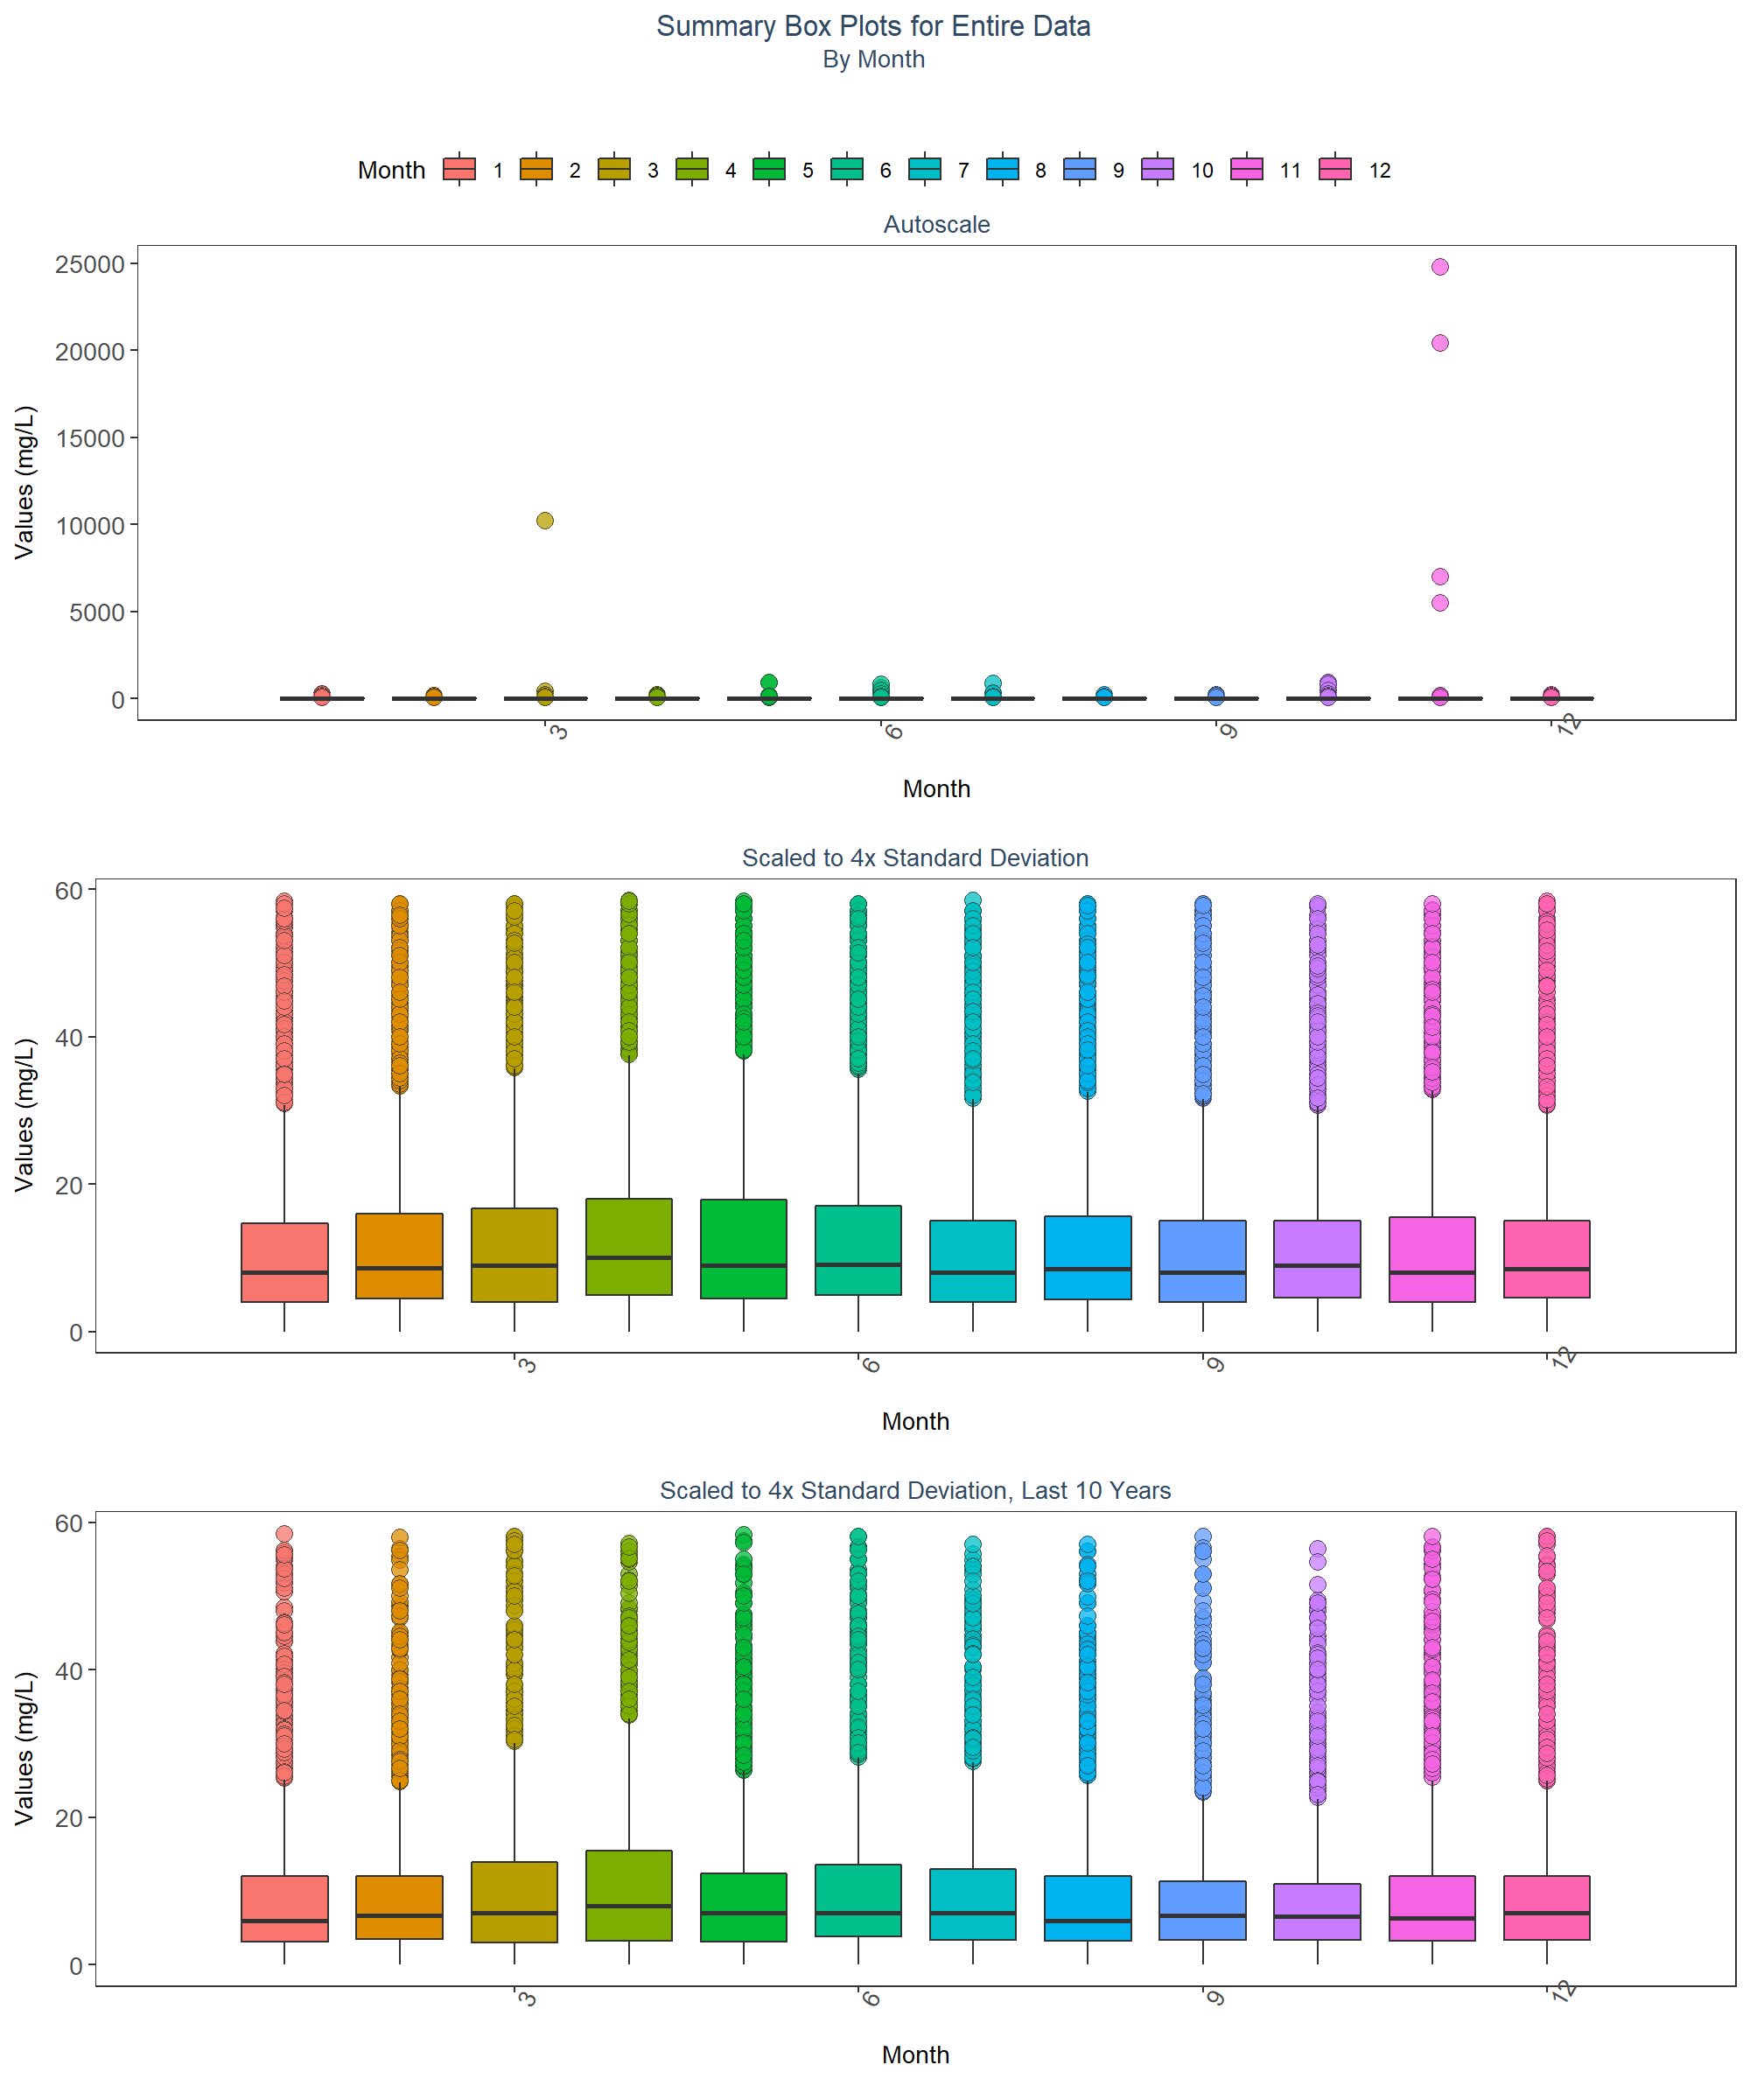 Summary Box Plots for Entire Data
By Month
Month 1 2 3 4 5 6 7 8 9 10 11 12
Autoscale
Values (mg/L)
25000
20000
15000
10000
5000
0
3 6 9 12
Month
Scaled to 4x Standard Deviation
Values (mg/L)
60
40
20
0
3 6 9 12
Month
Scaled to 4x Standard Deviation, Last 10 Years
Values (mg/L)
60
40
20
0
3 6 9 12
Month